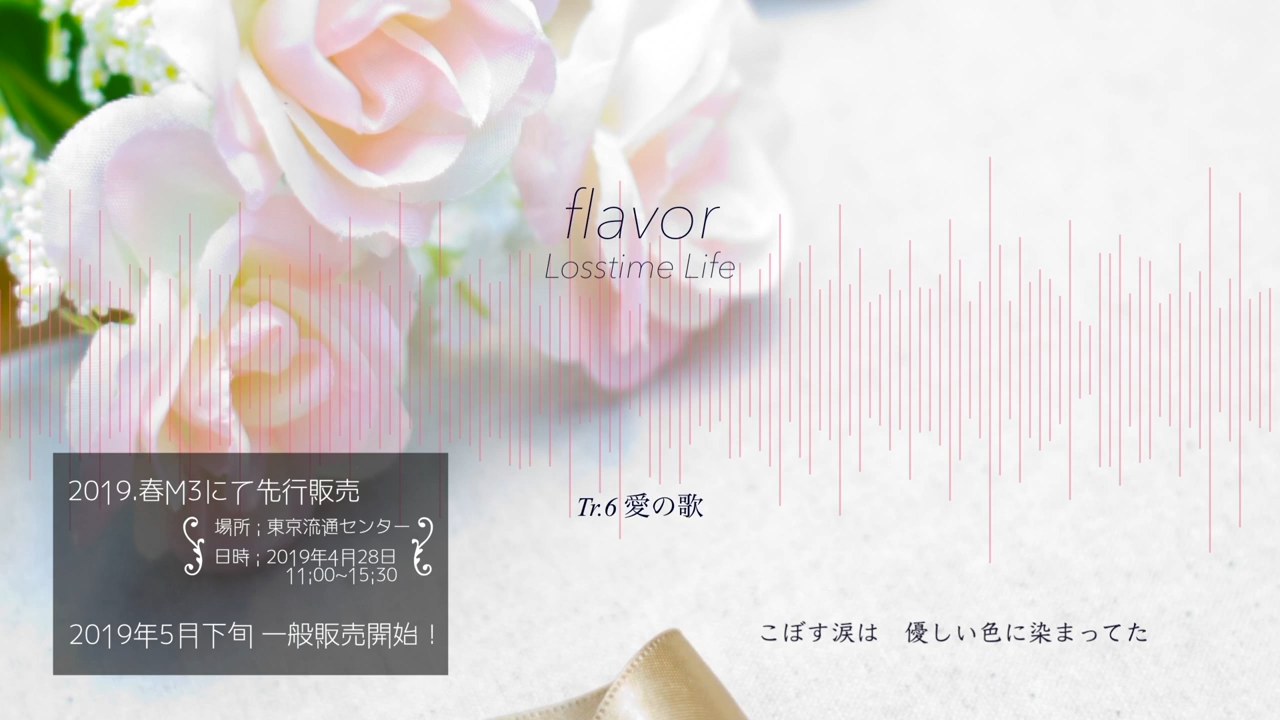 flavor
Losstime Life
2019.春M3にて先行販売
場所 ; 東京流通センター
日時 ; 2019年4月28日
11;00~15;30
2019年5月下旬 一般販売開始！
Tr.6 愛の歌
こぼす涙は　優しい色に染まってた